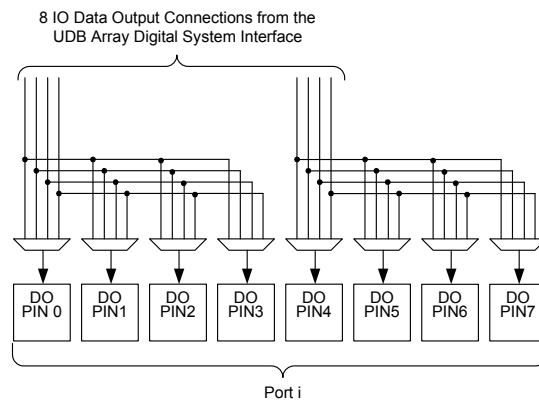 8 IO Data Output Connections from the
UDB Array Digital System Interface
DO
PIN 0
DO
PIN1
DO
PIN2
DO
PIN3
DO
PIN4
DO
PIN5
DO
PIN6
DO
PIN7
Port i